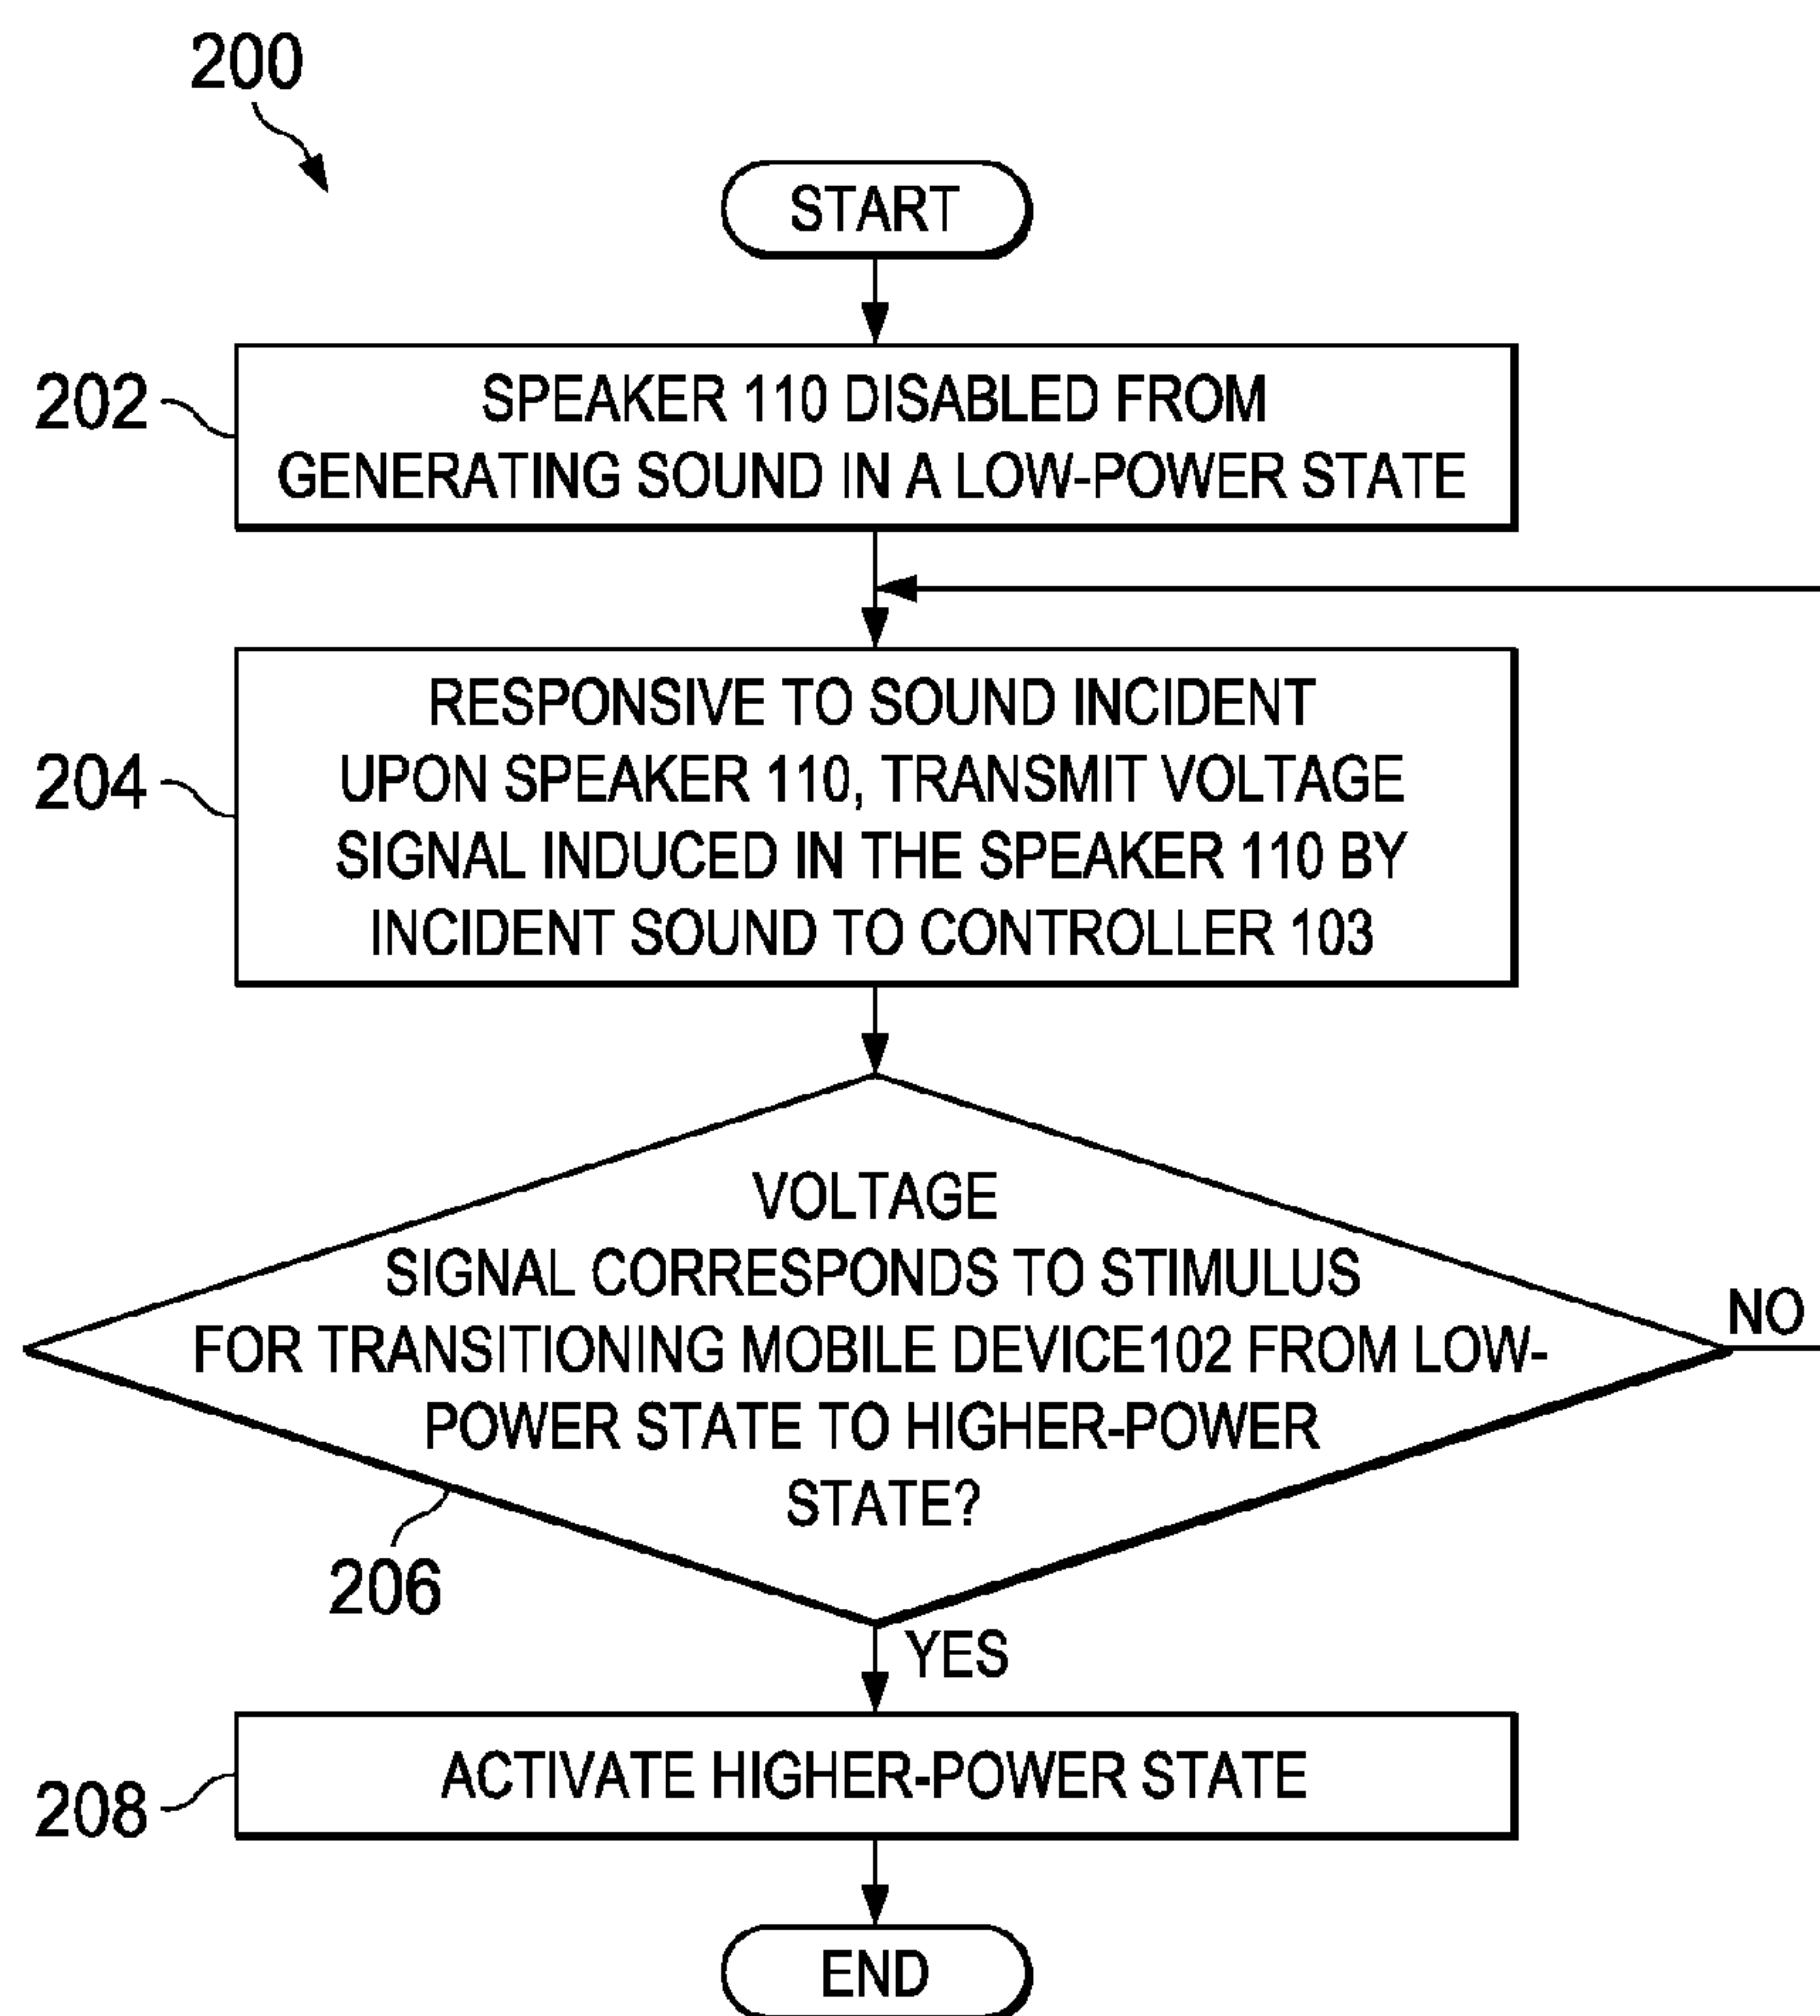 200
START
202
SPEAKER 110 DISABLED FROM
GENERATING SOUND IN A LOW-POWER STATE
204
RESPONSIVE TO SOUND INCIDENT
UPON SPEAKER 110, TRANSMIT VOLTAGE
SIGNAL INDUCED IN THE SPEAKER 110 BY
INCIDENT SOUND TO CONTROLLER 103
VOLTAGE
SIGNAL CORRESPONDS TO STIMULUS
FOR TRANSITIONING MOBILE DEVICE102 FROM LOW-
POWER STATE TO HIGHER-POWER
STATE?
NO
206
YES
208
ACTIVATE HIGHER-POWER STATE
END